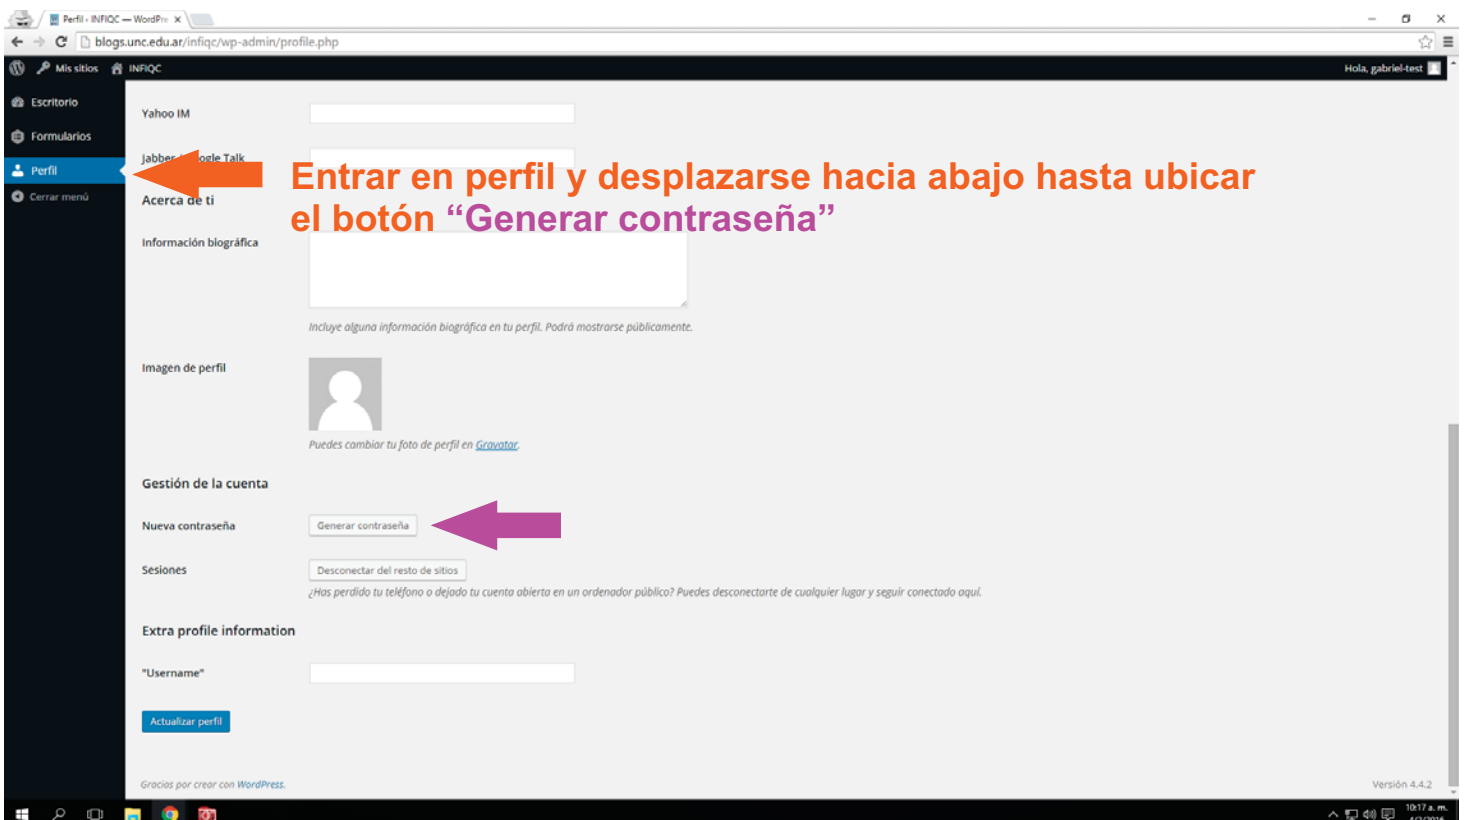 Perfil ‹ INFIQC — WordPre
blogs.unc.edu.ar/infiqc/wp-admin/profile.php
Mis sitios INFIQC Hola, gabriel-test
Escritorio
Formularios
Perfil
Cerrar menú
Yahoo IM
Jabber Google Talk
Entrar en perfil y desplazarse hacia abajo hasta ubicar
el botón “Generar contraseña”
Acerca de ti
Información biográfica
Incluye alguna información biográfica en tu perfil. Podrá mostrarse públicamente.
Imagen de perfil
Puedes cambiar tu foto de perfil en Gravatar.
Gestión de la cuenta
Nueva contraseña Generar contraseña
Sesiones Desconectar del resto de sitios
¿Has perdido tu teléfono o dejado tu cuenta abierta en un ordenador público? Puedes desconectarte de cualquier lugar y seguir conectado aquí.
Extra profile information
"Username"
Actualizar perfil
Gracias por crear con WordPress. Versión 4.4.2
10:17 a. m.